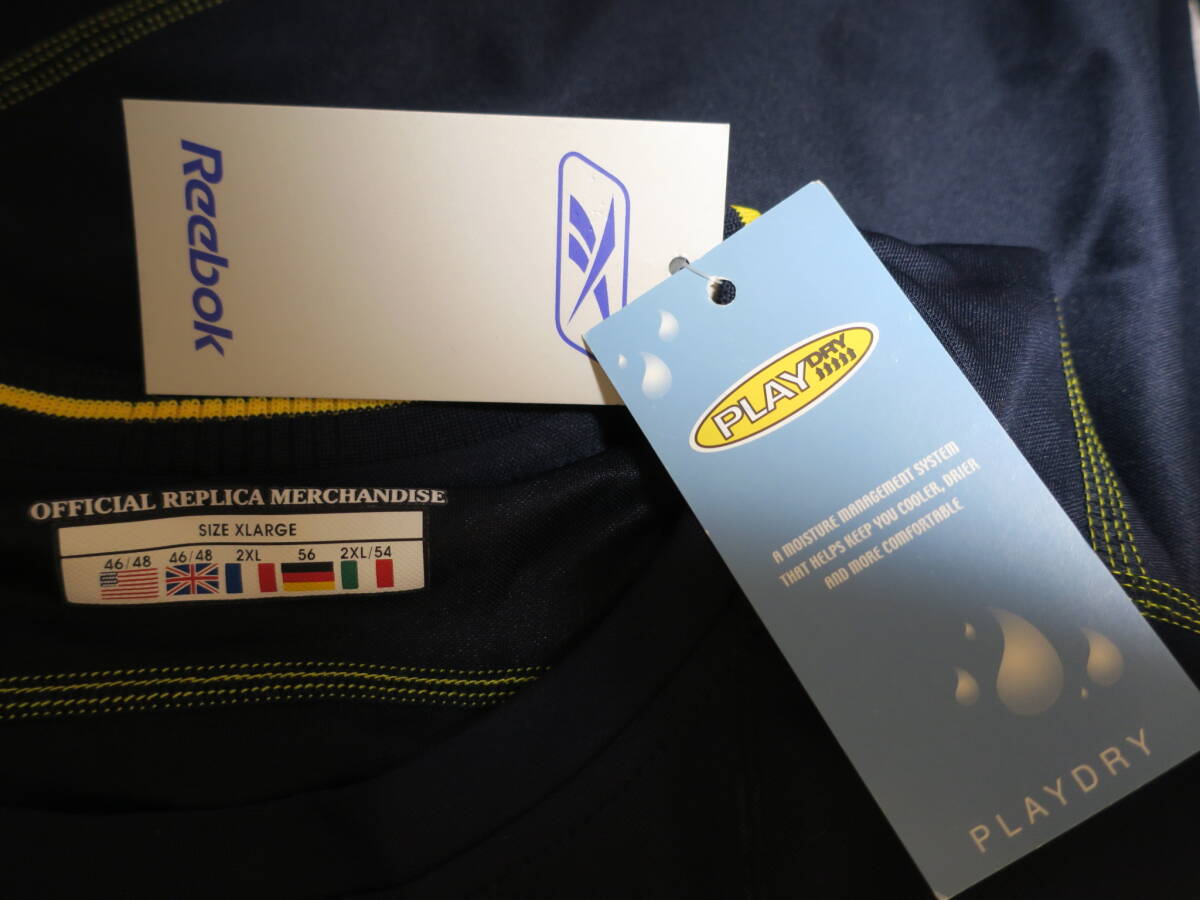 Reebok
PLAYDRY
A MOISTURE MANAGEMENT SYSTEM
THAT HELPS KEEP YOU COOLER, DRIER
AND MORE COMFORTABLE
PLAYDRY
OFFICIAL REPLICA MERCHANDISE
SIZE XLARGE
46/48 46/48 2XL 56 2XL/54